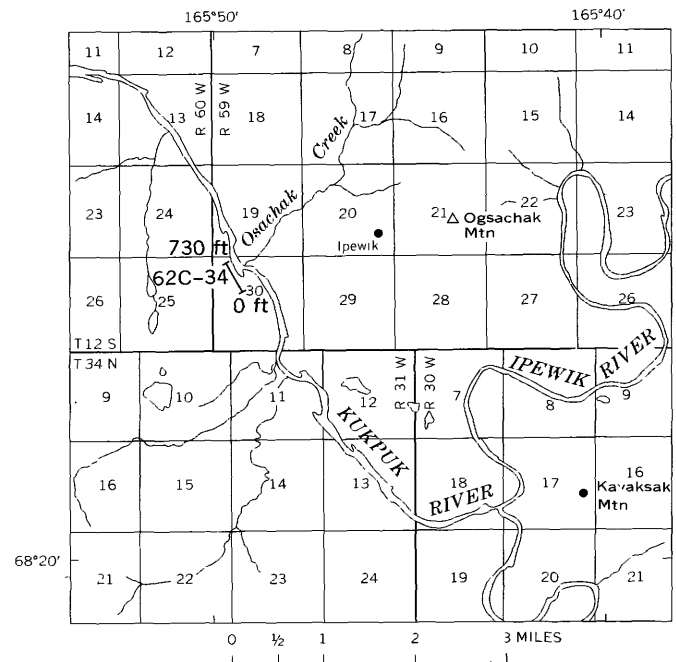 165°50' 165°40'
11 12 7 8 9 10 11
R 60 W R 59 W
14 13 18 17 16 15 14
Osachak Creek
23 24 19 20 21 22 23
Ogsachak
Mtn
Ipewik
730 ft
62C-34
0 ft
26 25 30 29 28 27 26
T 12 S
T 34 N
R 31 W R 30 W
IPEWIK RIVER
9 10 11 12 7 8 9
KUKPUK RIVER
16 15 14 13 18 17 16
Kavaksak
Mtn
68°20'
21 22 23 24 19 20 21
0 ½ 1 2 3 MILES